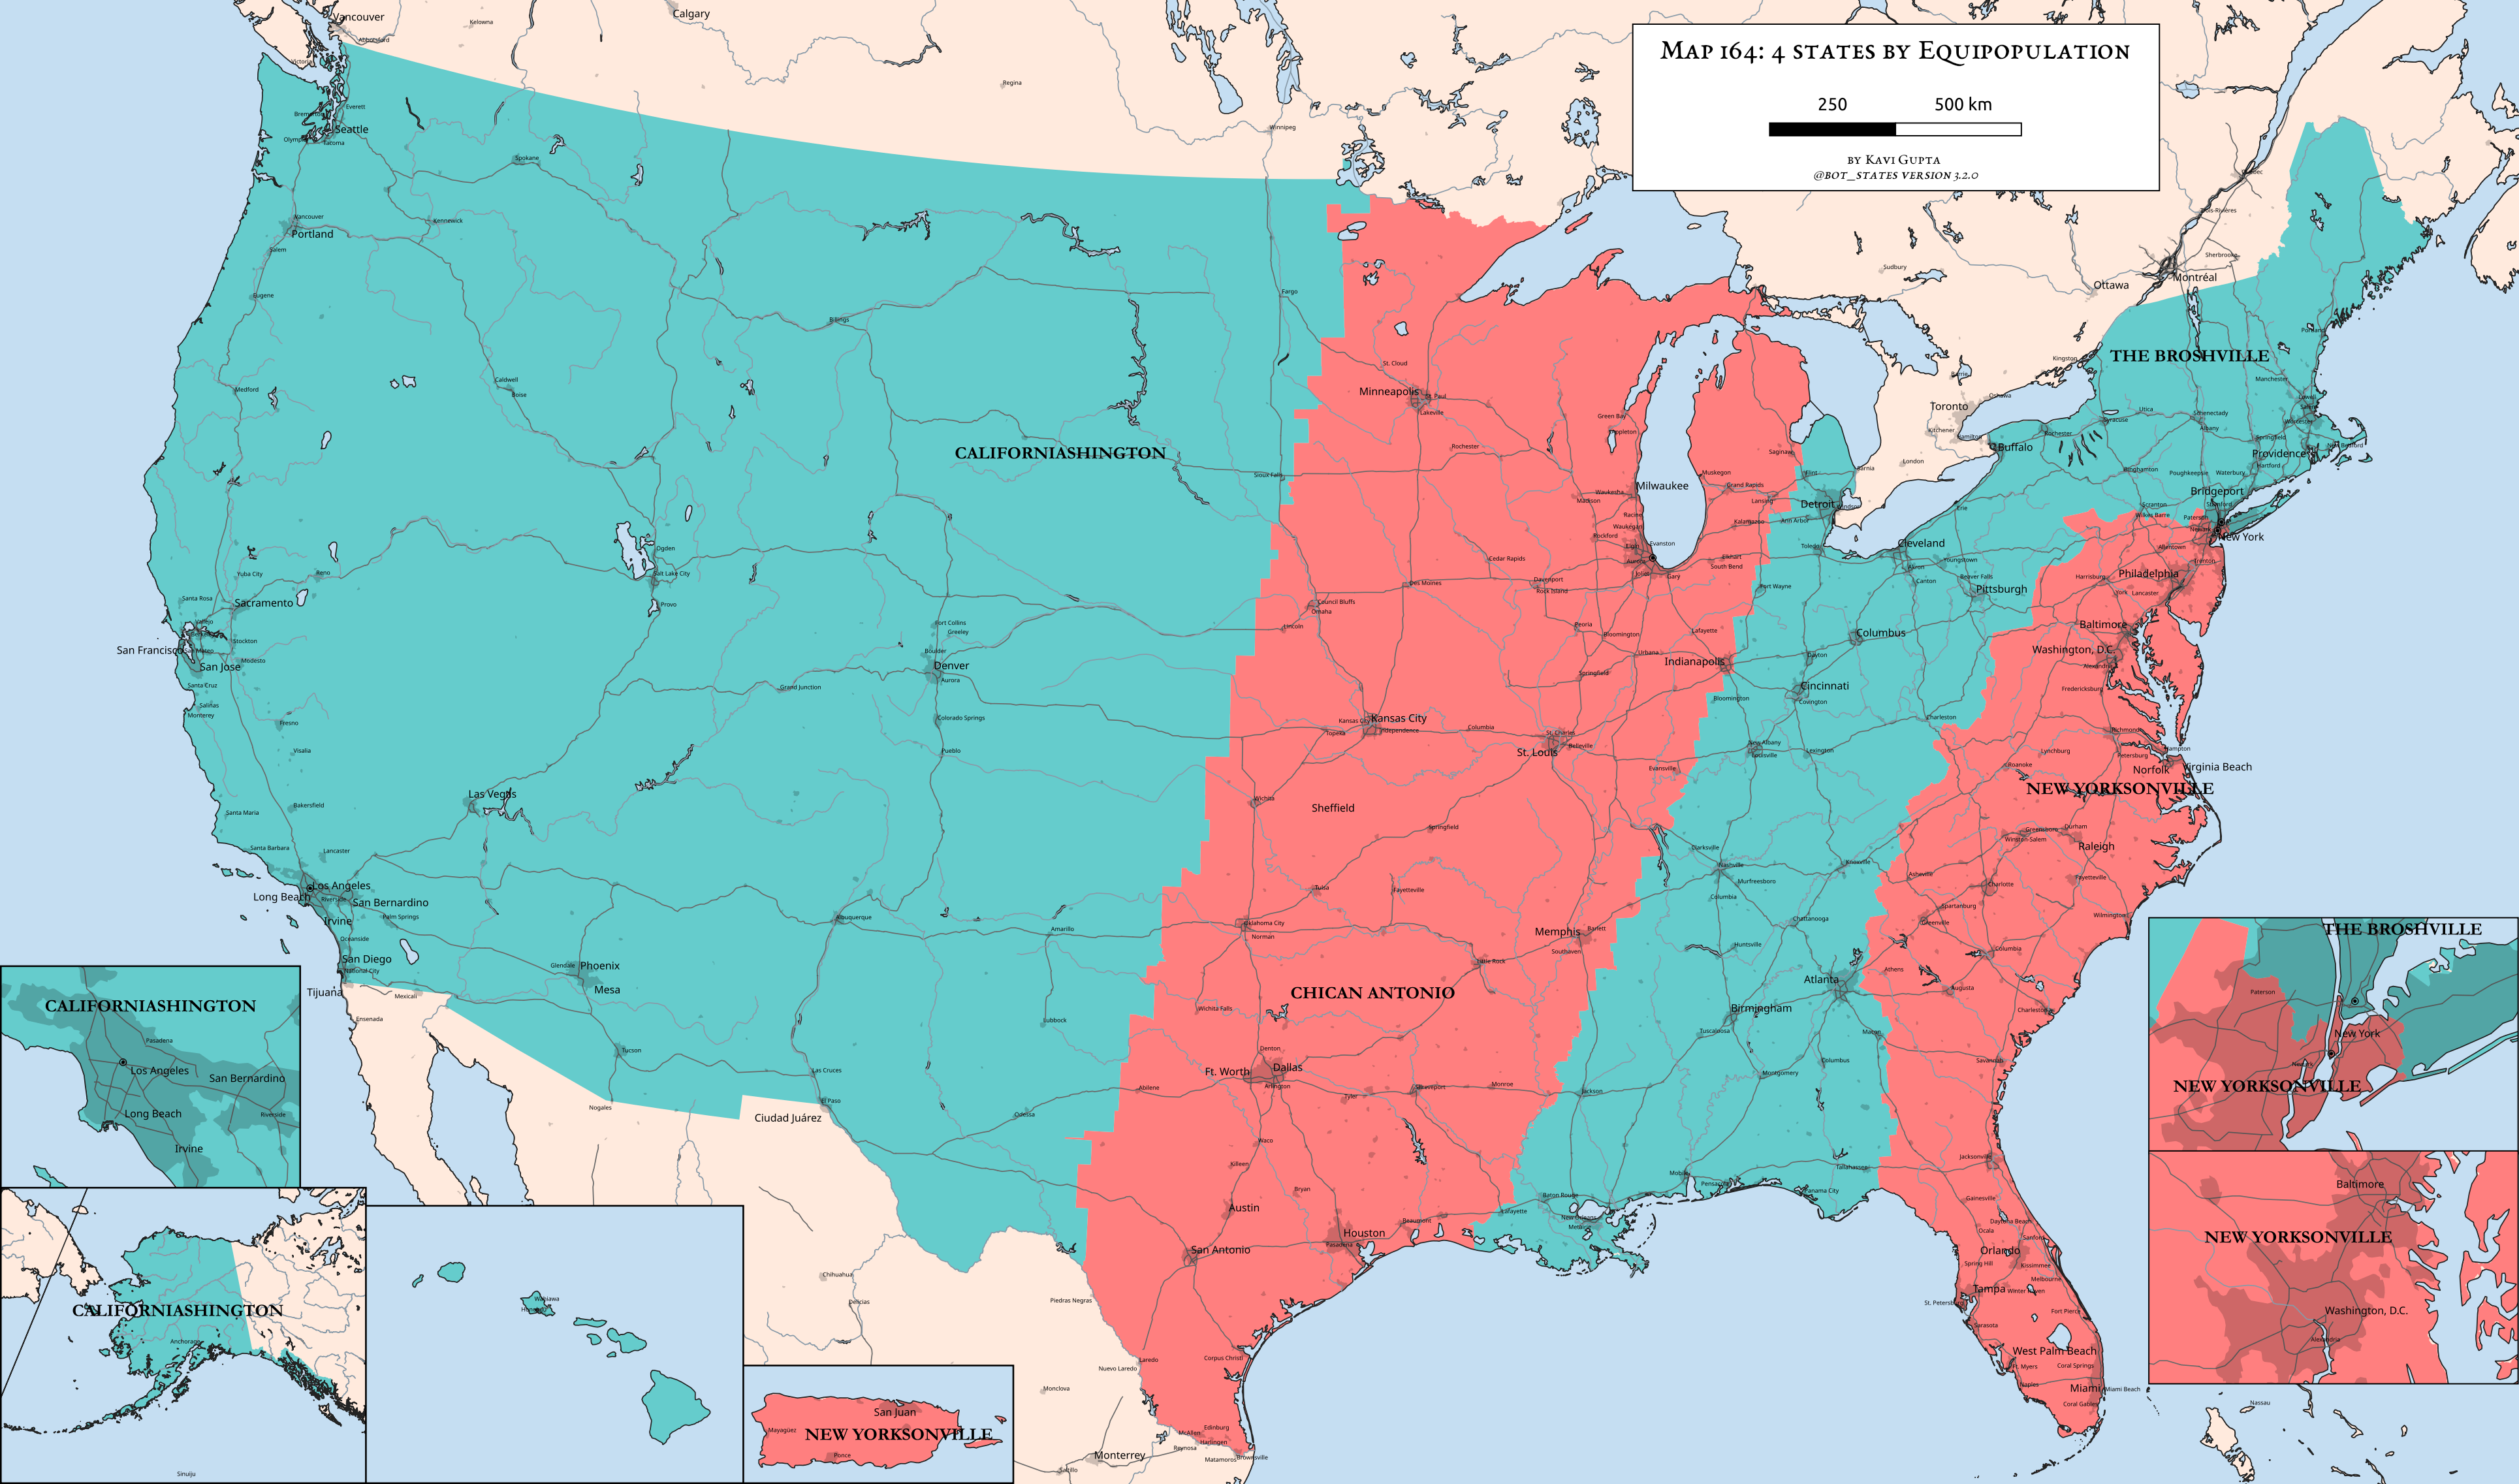 MAP 164: 4 STATES BY EQUIPOPULATION
250 500 km
BY KAVI GUPTA
@BOT_STATES VERSION 3.2.0
Vancouver
Abbotsford
Kelowna
Calgary
Victoria
Regina
Winnipeg
Everett
Seattle
Tacoma
Spokane
Vancouver
Portland
Salem
Kennewick
Eugene
Medford
Caldwell
Boise
Billings
Fargo
Sioux Falls
CALIFORNIASHINGTON
Ogden
Salt Lake City
Provo
Yuba City
Reno
Santa Rosa
Sacramento
Vallejo
Stockton
San Francisco
San Mateo
Modesto
San Jose
Santa Cruz
Salinas
Monterey
Fresno
Visalia
Bakersfield
Santa Maria
Santa Barbara
Lancaster
Las Vegas
Los Angeles
Long Beach
Riverside
San Bernardino
Irvine
Palm Springs
Oceanside
San Diego
National City
Tijuana
Mexicali
Ensenada
Fort Collins
Greeley
Boulder
Denver
Aurora
Grand Junction
Colorado Springs
Pueblo
Albuquerque
Amarillo
Lubbock
Glendale
Phoenix
Mesa
Tucson
Nogales
Las Cruces
El Paso
Ciudad Juárez
Odessa
Chihuahua
Delicias
Piedras Negras
Nuevo Laredo
Monclova
Monterrey
Saltillo
Reynosa
Matamoros
St. Cloud
Minneapolis
St. Paul
Lakeville
Rochester
Green Bay
Appleton
Milwaukee
Waukesha
Madison
Racine
Waukegan
Rockford
Evanston
Elgin
Aurora
Joliet
Gary
Muskegon
Grand Rapids
Lansing
Kalamazoo
Saginaw
Elkhart
South Bend
Cedar Rapids
Des Moines
Davenport
Rock Island
Council Bluffs
Omaha
Lincoln
Peoria
Bloomington
Lafayette
Urbana
Springfield
Indianapolis
Kansas City
Kansas City
Independence
Topeka
Columbia
St. Charles
St. Louis
Belleville
Evansville
Wichita
Sheffield
Springfield
Tulsa
Fayetteville
Oklahoma City
Norman
Memphis
Bartlett
Southaven
Little Rock
CHICAN ANTONIO
Wichita Falls
Denton
Ft. Worth
Dallas
Arlington
Abilene
Tyler
Shreveport
Monroe
Waco
Killeen
Bryan
Austin
Houston
Pasadena
Beaumont
San Antonio
Laredo
Corpus Christi
Edinburg
McAllen
Harlingen
Brownsville
Sudbury
Ottawa
Montréal
Trois-Rivières
Sherbrooke
Kingston
Barrie
Oshawa
Toronto
Kitchener
Hamilton
London
Sarnia
THE BROSHVILLE
Portland
Manchester
Lowell
Buffalo
Rochester
Syracuse
Utica
Schenectady
Albany
Springfield
Providence
New Bedford
Hartford
Binghamton
Poughkeepsie
Waterbury
Bridgeport
Stamford
Scranton
Wilkes Barre
Erie
Flint
Detroit
Ann Arbor
Toledo
Cleveland
Akron
Canton
Youngstown
Beaver Falls
Pittsburgh
Fort Wayne
Columbus
Dayton
Cincinnati
Covington
Bloomington
Charleston
New Albany
Louisville
Lexington
Clarksville
Nashville
Murfreesboro
Columbia
Knoxville
Chattanooga
Huntsville
Atlanta
Birmingham
Tuscaloosa
Columbus
Montgomery
Jackson
Mobile
Pensacola
Tallahassee
Panama City
Baton Rouge
Lafayette
New Orleans
Paterson
Newark
New York
Allentown
Trenton
Harrisburg
Philadelphia
York
Lancaster
Baltimore
Washington, D.C.
Alexandria
Fredericksburg
Richmond
Petersburg
Lynchburg
Roanoke
Hampton
Norfolk
Virginia Beach
NEW YORKSONVILLE
Greensboro
Durham
Winston-Salem
Raleigh
Fayetteville
Asheville
Charlotte
Spartanburg
Greenville
Wilmington
Columbia
Athens
Augusta
Charleston
Macon
Savannah
Jacksonville
Gainesville
Ocala
Daytona Beach
Sanford
Orlando
Spring Hill
Kissimmee
Melbourne
Tampa
Winter Haven
St. Petersburg
Fort Pierce
Sarasota
West Palm Beach
Ft. Myers
Coral Springs
Naples
Miami
Miami Beach
Coral Gables
Nassau
CALIFORNIASHINGTON
Pasadena
Los Angeles
San Bernardino
Long Beach
Riverside
Irvine
CALIFORNIASHINGTON
Anchorage
Sinuiju
Wahiawa
San Juan
Mayagüez
NEW YORKSONVILLE
Ponce
THE BROSHVILLE
Paterson
New York
Newark
NEW YORKSONVILLE
Baltimore
NEW YORKSONVILLE
Washington, D.C.
Alexandria